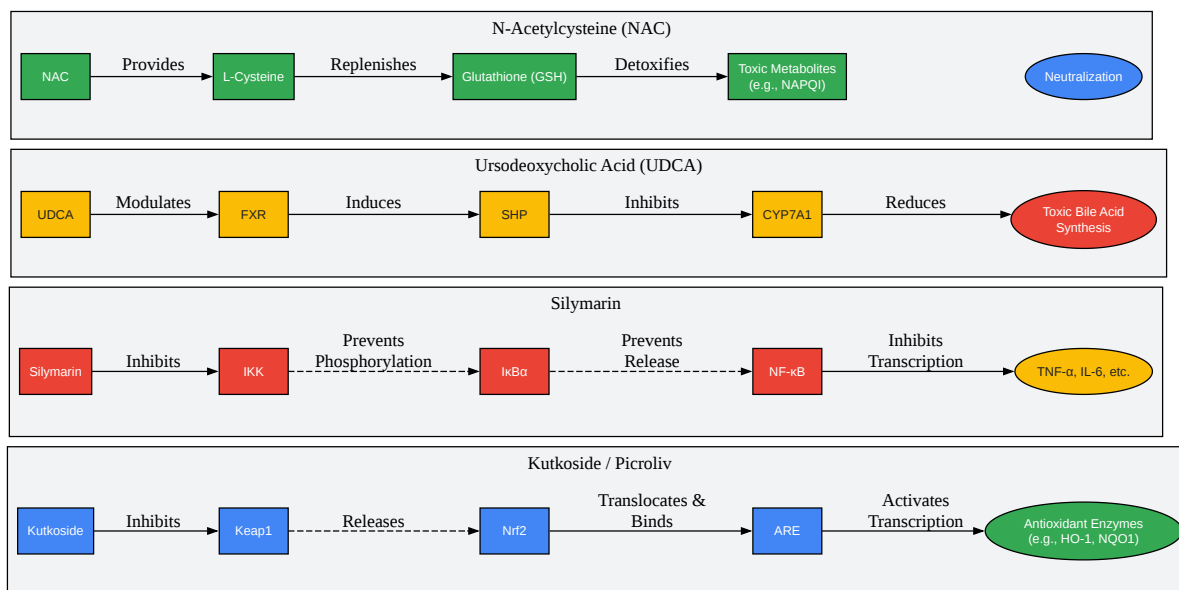 N-Acetylcysteine (NAC)
NAC
Provides
L-Cysteine
Replenishes
Glutathione (GSH)
Detoxifies
Toxic Metabolites
(e.g., NAPQI)
Neutralization
Ursodeoxycholic Acid (UDCA)
UDCA
Modulates
FXR
Induces
SHP
Inhibits
CYP7A1
Reduces
Toxic Bile Acid
Synthesis
Silymarin
Silymarin
Inhibits
IKK
Prevents
Phosphorylation
IκBα
Prevents
Release
NF-κB
Inhibits
Transcription
TNF-α, IL-6, etc.
Kutkoside / Picroliv
Kutkoside
Inhibits
Keap1
Releases
Nrf2
Translocates &
Binds
ARE
Activates
Transcription
Antioxidant Enzymes
(e.g., HO-1, NQO1)